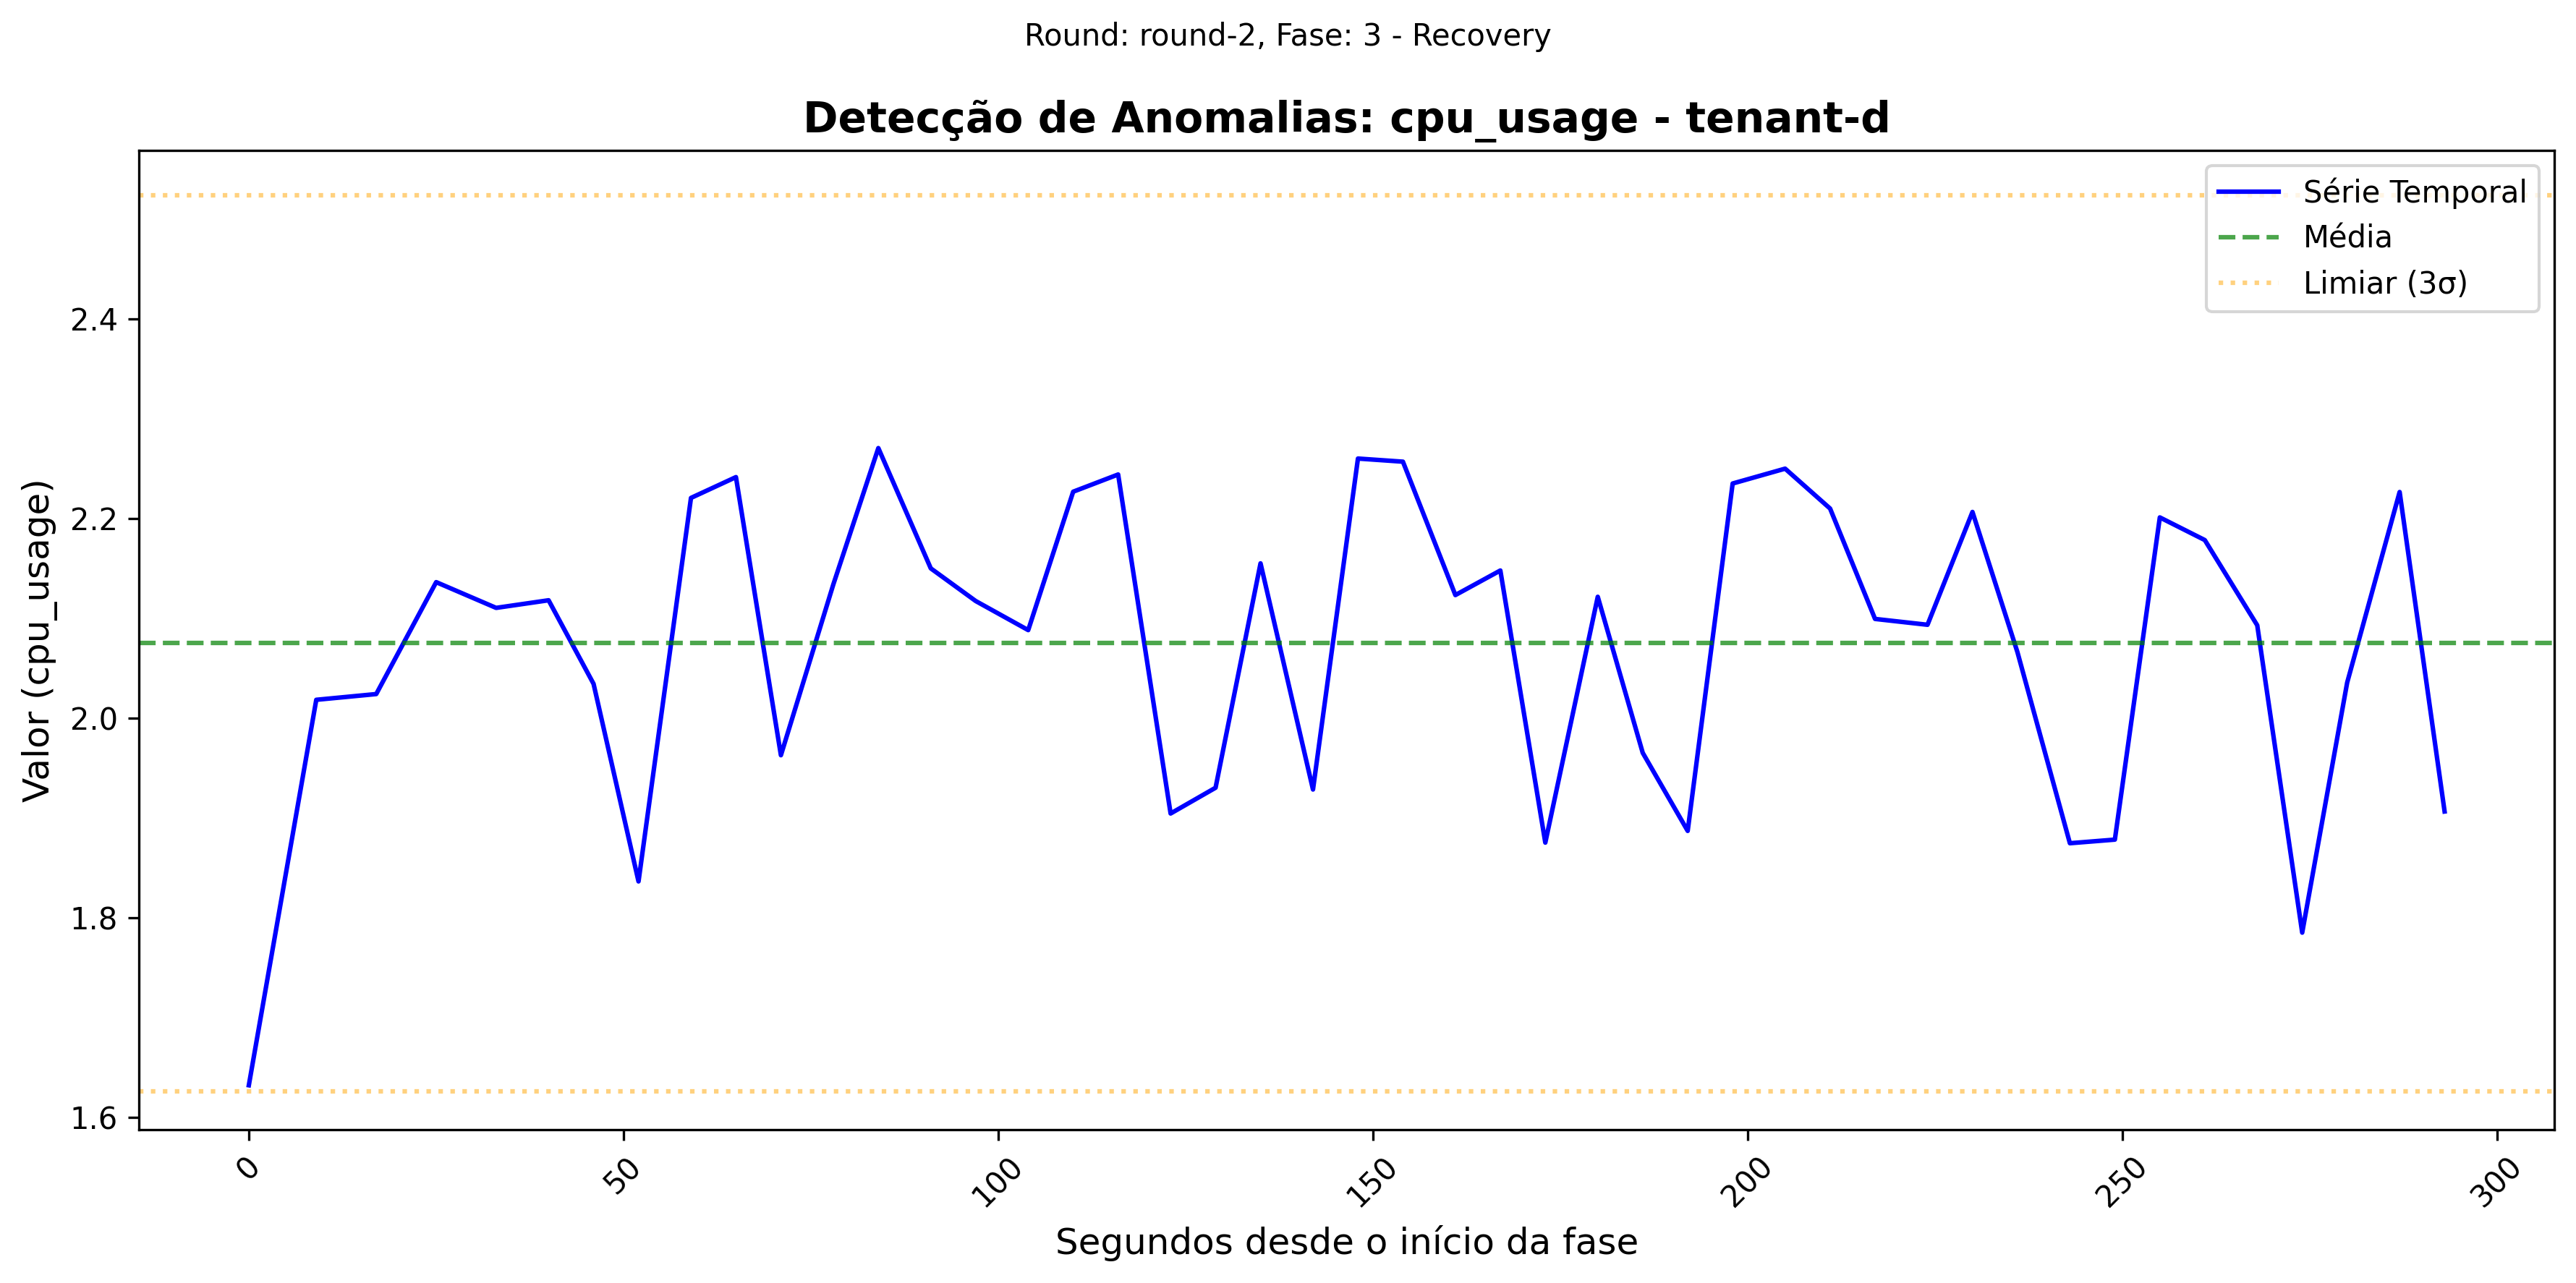 Round: round-2, Fase: 3 - Recovery
Detecção de Anomalias: cpu_usage - tenant-d
Série Temporal
Média
Limiar (3σ)
Valor (cpu_usage)
2.4
2.2
2.0
1.8
1.6
0
50
100
150
200
250
300
Segundos desde o início da fase